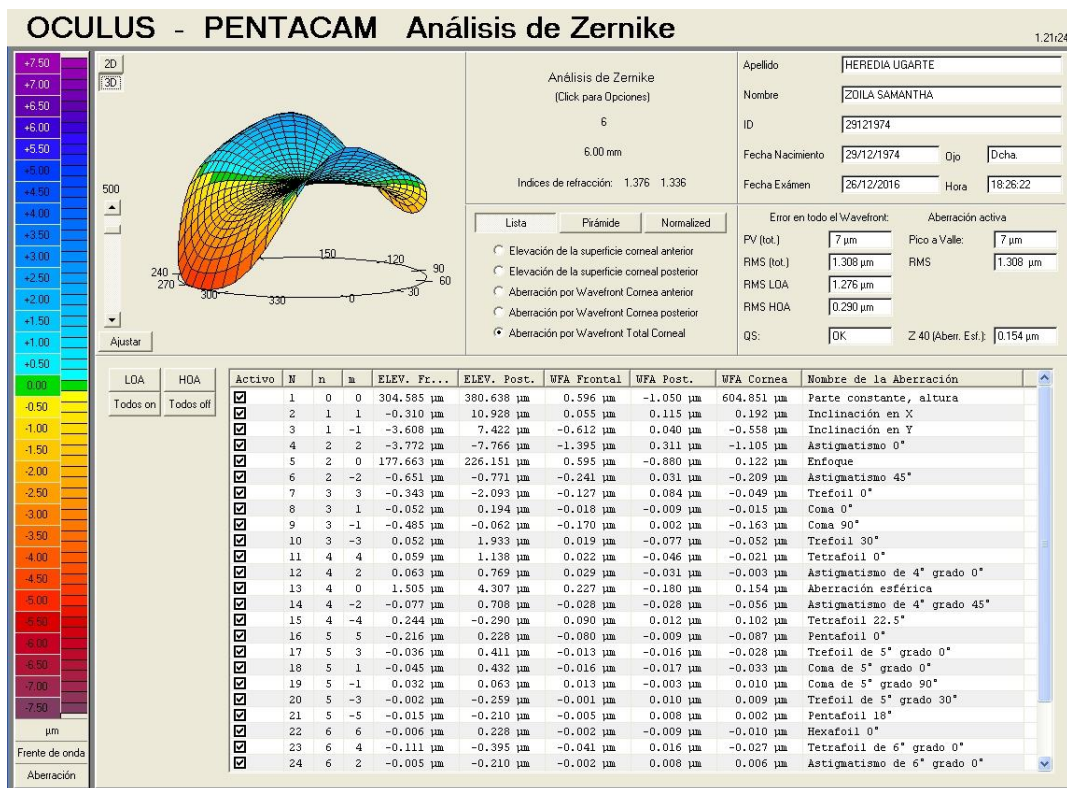 OCULUS - PENTACAM Análisis de Zernike
1.21r24
+7.50
+7.00
+6.50
+6.00
+5.50
+5.00
+4.50
+4.00
+3.50
+3.00
+2.50
+2.00
+1.50
+1.00
+0.50
0.00
-0.50
-1.00
-1.50
-2.00
-2.50
-3.00
-3.50
-4.00
-4.50
-5.00
-5.50
-6.00
-6.50
-7.00
-7.50
µm
Frente de onda
Aberración
2D
3D
500
Ajustar
240
270
300
330
0
30
60
90
120
150
Análisis de Zernike
(Click para Opciones)
6
6.00 mm
Indices de refracción: 1.376 1.336
Apellido HEREDIA UGARTE
Nombre ZOILA SAMANTHA
ID 29121974
Fecha Nacimiento 29/12/1974 Ojo Dcha.
Fecha Exámen 26/12/2016 Hora 18:26:22
Lista Pirámide Normalized
Elevación de la superficie corneal anterior
Elevación de la superficie corneal posterior
Aberración por Wavefront Cornea anterior
Aberración por Wavefront Cornea posterior
Aberración por Wavefront Total Corneal
Error en todo el Wavefront: Aberración activa
PV (tot.) 7 µm Pico a Valle: 7 µm
RMS (tot.) 1.308 µm RMS 1.308 µm
RMS LOA 1.276 µm
RMS HOA 0.290 µm
QS: OK Z 40 (Aberr. Esf.): 0.154 µm
LOA HOA
Todos on Todos off
Activo N n m ELEV. Fr... ELEV. Post. WFA Frontal WFA Post. WFA Cornea Nombre de la Aberración
1 0 0 304.585 µm 380.638 µm 0.596 µm -1.050 µm 604.851 µm Parte constante, altura
2 1 1 -0.310 µm 10.928 µm 0.055 µm 0.115 µm 0.192 µm Inclinación en X
3 1 -1 -3.608 µm 7.422 µm -0.612 µm 0.040 µm -0.558 µm Inclinación en Y
4 2 2 -3.772 µm -7.766 µm -1.395 µm 0.311 µm -1.105 µm Astigmatismo 0°
5 2 0 177.663 µm 226.151 µm 0.595 µm -0.880 µm 0.122 µm Enfoque
6 2 -2 -0.651 µm -0.771 µm -0.241 µm 0.031 µm -0.209 µm Astigmatismo 45°
7 3 3 -0.343 µm -2.093 µm -0.127 µm 0.084 µm -0.049 µm Trefoil 0°
8 3 1 -0.052 µm 0.194 µm -0.018 µm -0.009 µm -0.015 µm Coma 0°
9 3 -1 -0.485 µm -0.062 µm -0.170 µm 0.002 µm -0.163 µm Coma 90°
10 3 -3 0.052 µm 1.933 µm 0.019 µm -0.077 µm -0.052 µm Trefoil 30°
11 4 4 0.059 µm 1.138 µm 0.022 µm -0.046 µm -0.021 µm Tetrafoil 0°
12 4 2 0.063 µm 0.769 µm 0.029 µm -0.031 µm -0.003 µm Astigmatismo de 4° grado 0°
13 4 0 1.505 µm 4.307 µm 0.227 µm -0.180 µm 0.154 µm Aberración esférica
14 4 -2 -0.077 µm 0.708 µm -0.028 µm -0.028 µm -0.056 µm Astigmatismo de 4° grado 45°
15 4 -4 0.244 µm -0.290 µm 0.090 µm 0.012 µm 0.102 µm Tetrafoil 22.5°
16 5 5 -0.216 µm 0.228 µm -0.080 µm -0.009 µm -0.087 µm Pentafoil 0°
17 5 3 -0.036 µm 0.411 µm -0.013 µm -0.016 µm -0.028 µm Trefoil de 5° grado 0°
18 5 1 -0.045 µm 0.432 µm -0.016 µm -0.017 µm -0.033 µm Coma de 5° grado 0°
19 5 -1 0.032 µm 0.063 µm 0.013 µm -0.003 µm 0.010 µm Coma de 5° grado 90°
20 5 -3 -0.002 µm -0.259 µm -0.001 µm 0.010 µm 0.009 µm Trefoil de 5° grado 30°
21 5 -5 -0.015 µm -0.210 µm -0.005 µm 0.008 µm 0.002 µm Pentafoil 18°
22 6 6 -0.006 µm 0.228 µm -0.002 µm -0.009 µm -0.010 µm Hexafoil 0°
23 6 4 -0.111 µm -0.395 µm -0.041 µm 0.016 µm -0.027 µm Tetrafoil de 6° grado 0°
24 6 2 -0.005 µm -0.210 µm -0.002 µm 0.008 µm 0.006 µm Astigmatismo de 6° grado 0°